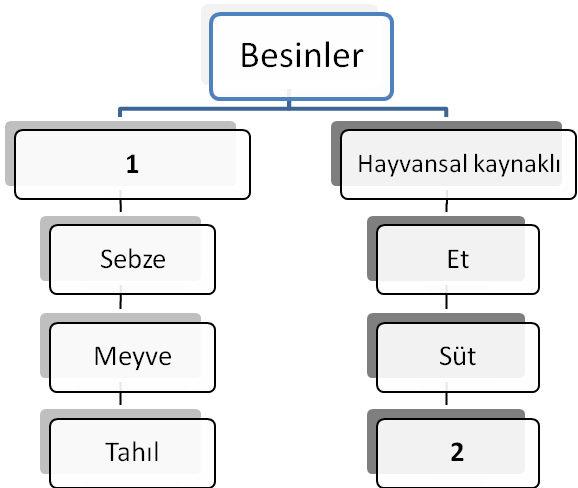 Besinler
1
Hayvansal kaynaklı
Sebze
Et
Meyve
Süt
Tahıl
2